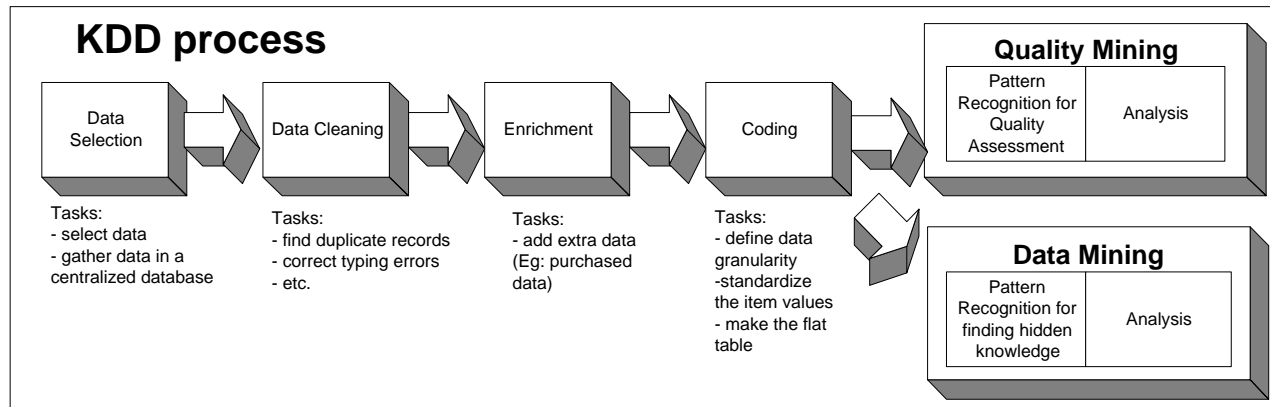 KDD process
Data
Selection
Tasks:
- select data
- gather data in a
centralized database
Data Cleaning
Tasks:
- find duplicate records
- correct typing errors
- etc.
Enrichment
Tasks:
- add extra data
(Eg: purchased
data)
Coding
Tasks:
- define data
granularity
-standardize
the item values
- make the flat
table
Quality Mining
Pattern
Recognition for
Quality
Assessment
Analysis
Data Mining
Pattern
Recognition for
finding hidden
knowledge
Analysis